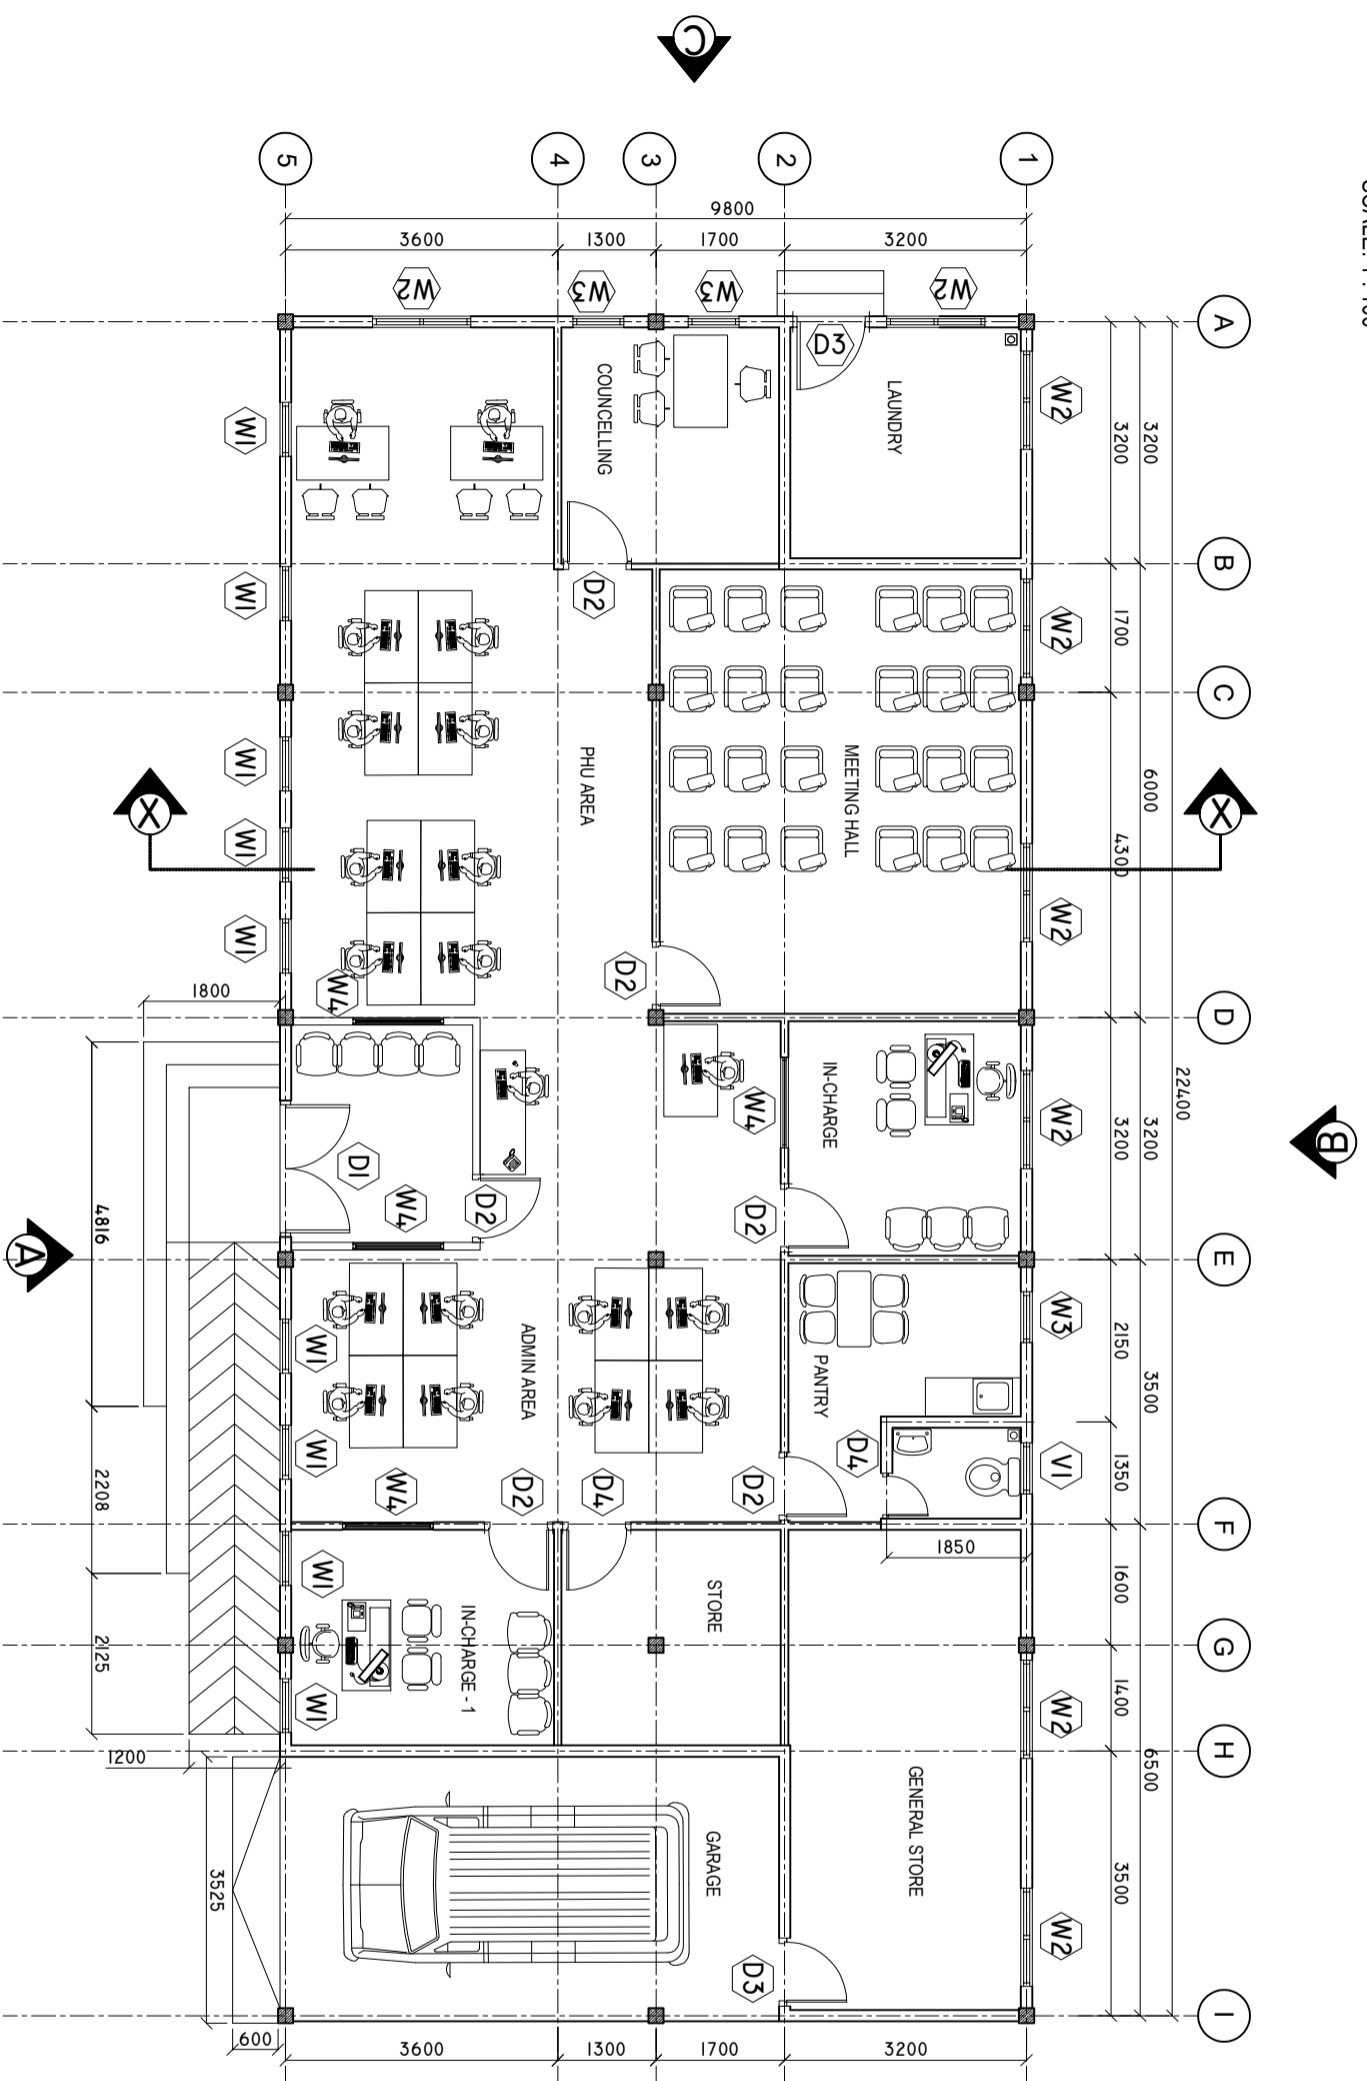 B
A
B
C
D
E
F
G
H
I
22400
3200
6000
3200
3500
6500
3200
1700
4300
3200
2150
1350
1600
1400
3500
X
W2
W2
W2
W2
W3
V1
W2
W2
1
2
3
4
5
9800
3200
1700
1300
3600
C
W2
W3
W3
W2
LAUNDRY
D3
MEETING HALL
IN-CHARGE
PANTRY
D4
1850
GENERAL STORE
W4
D2
D2
D3
COUNCELLING
D2
D2
STORE
GARAGE
PHU AREA
D4
D2
ADMIN AREA
D2
IN-CHARGE - 1
W4
W4
D1
W4
W1
W1
W1
W1
W1
W1
W1
W1
W1
3200
1700
1300
3600
600
1800
1200
3525
X
4816
2208
2125
A